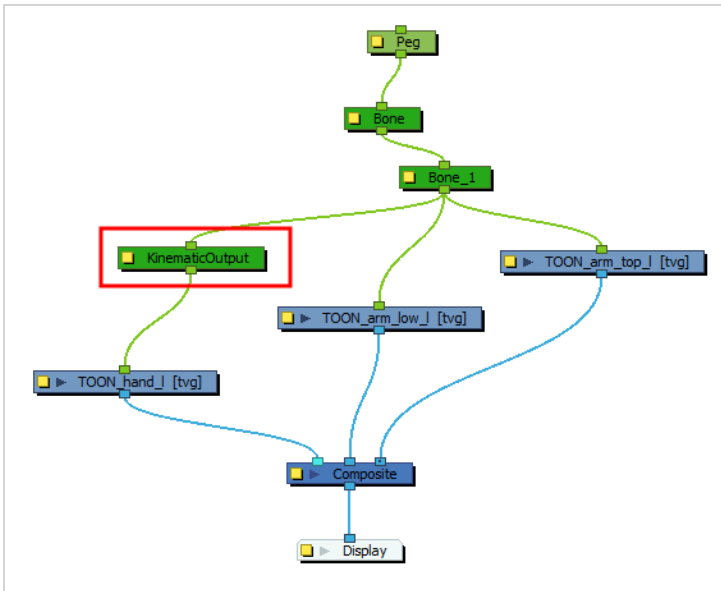 Peg
Bone
Bone_1
KinematicOutput
TOON_arm_top_l [tvg]
TOON_arm_low_l [tvg]
TOON_hand_l [tvg]
Composite
Display